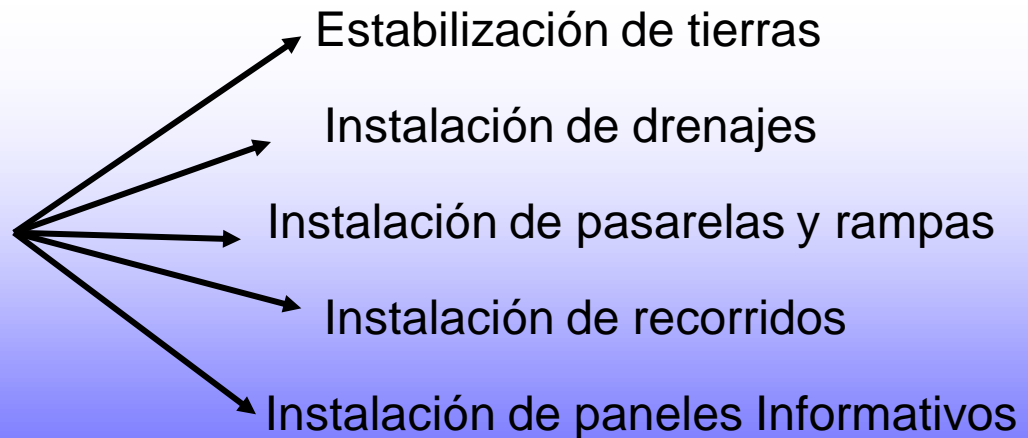 Estabilización de tierras
Instalación de drenajes
Instalación de pasarelas y rampas
Instalación de recorridos
Instalación de paneles Informativos